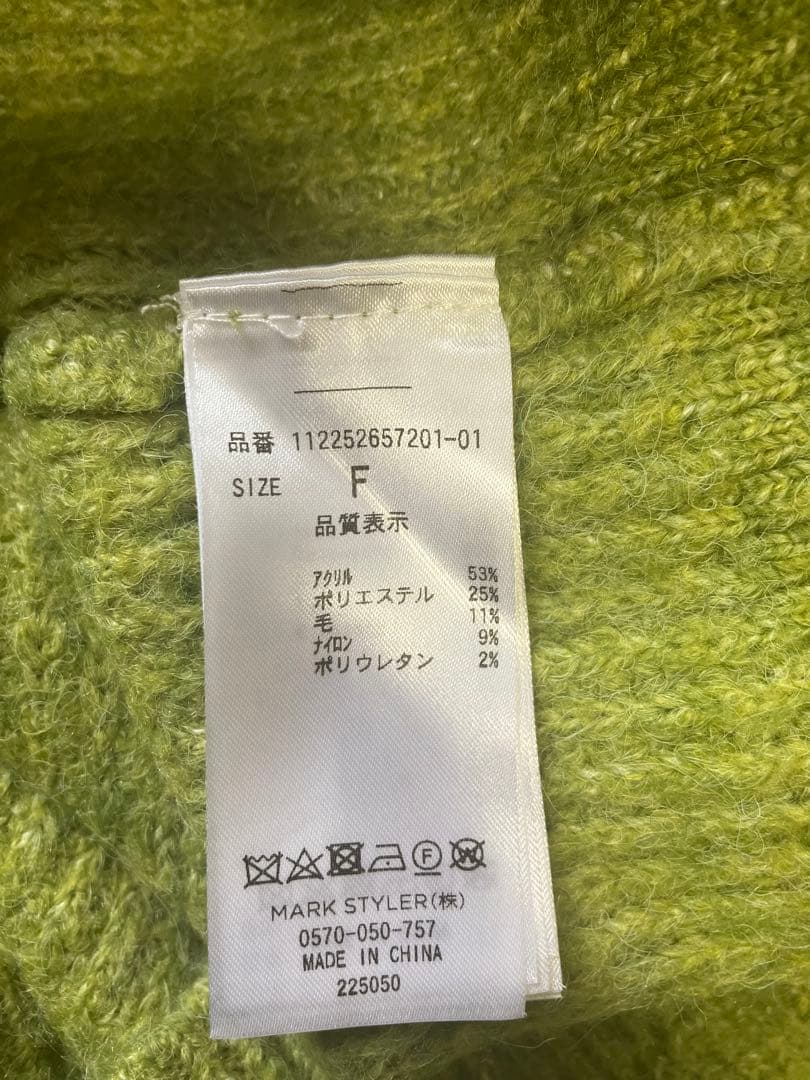 品番 112252657201-01
SIZE F
品質表示
アクリル 53%
ポリエステル 25%
毛 11%
ナイロン 9%
ポリウレタン 2%
F W
MARK STYLER(株)
0570-050-757
MADE IN CHINA
225050